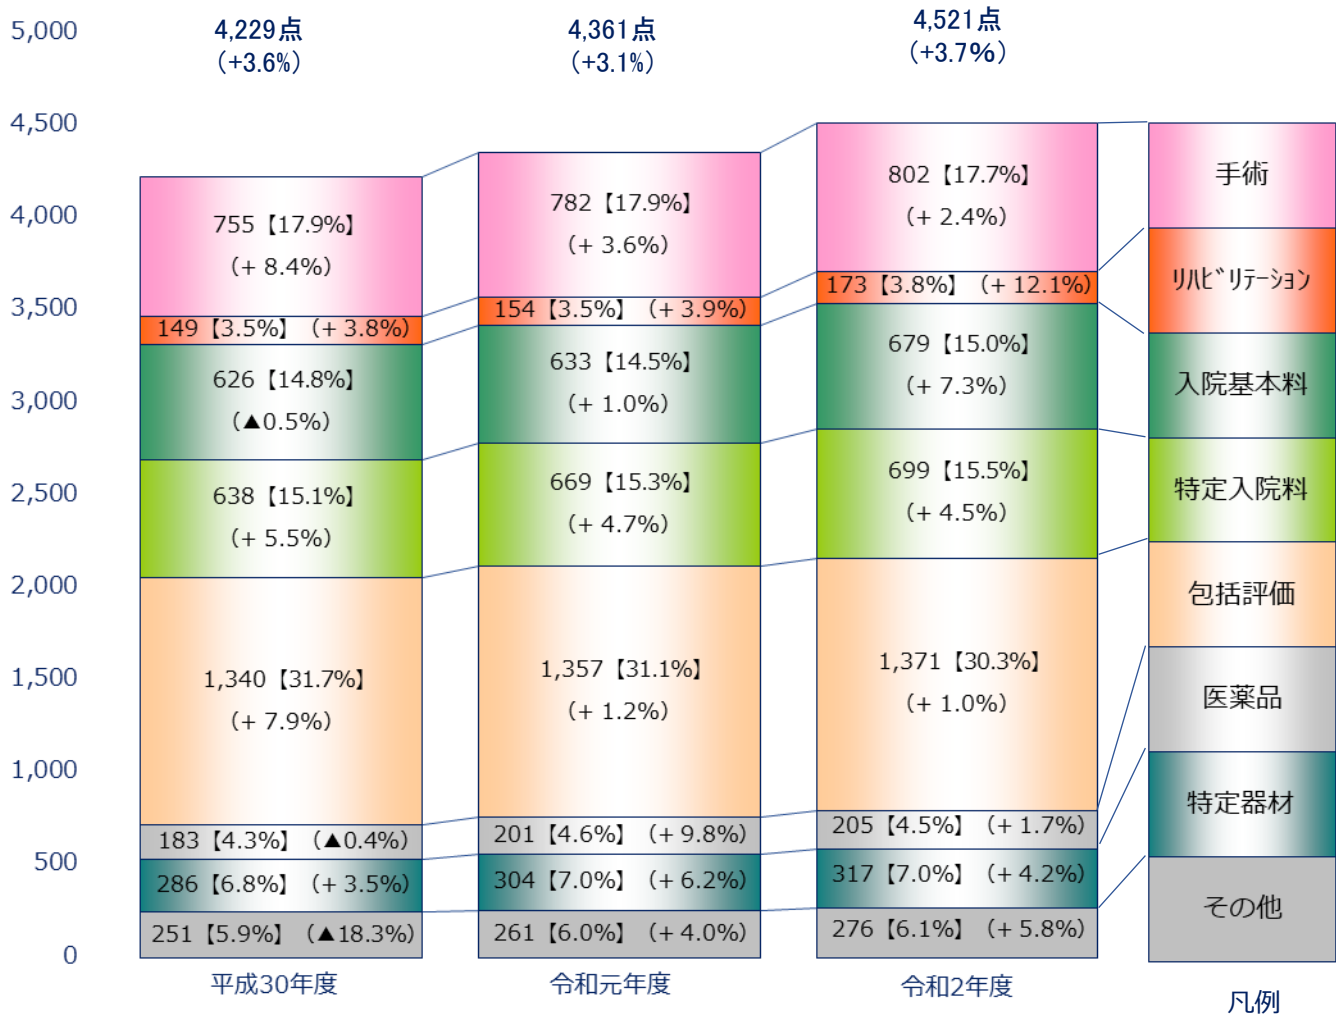 5,000
4,500
4,000
3,500
3,000
2,500
2,000
1,500
1,000
500
0
4,229点
(+3.6%)
755【17.9%】
(+ 8.4%)
149【3.5%】 (+ 3.8%)
626【14.8%】
(▲0.5%)
638【15.1%】
(+ 5.5%)
1,340【31.7%】
(+ 7.9%)
183【4.3%】 (▲0.4%)
286【6.8%】 (+ 3.5%)
251【5.9%】 (▲18.3%)
平成30年度
4,361点
(+3.1%)
782【17.9%】
(+ 3.6%)
154【3.5%】 (+ 3.9%)
633【14.5%】
(+ 1.0%)
669【15.3%】
(+ 4.7%)
1,357【31.1%】
(+ 1.2%)
201【4.6%】 (+ 9.8%)
304【7.0%】 (+ 6.2%)
261【6.0%】 (+ 4.0%)
令和元年度
4,521点
(+3.7%)
802【17.7%】
(+ 2.4%)
173【3.8%】 (+ 12.1%)
679【15.0%】
(+ 7.3%)
699【15.5%】
(+ 4.5%)
1,371【30.3%】
(+ 1.0%)
205【4.5%】 (+ 1.7%)
317【7.0%】 (+ 4.2%)
276【6.1%】 (+ 5.8%)
令和2年度
手術
ﾘﾊﾋﾞﾘﾃｰｼｮﾝ
入院基本料
特定入院料
包括評価
医薬品
特定器材
その他
凡例